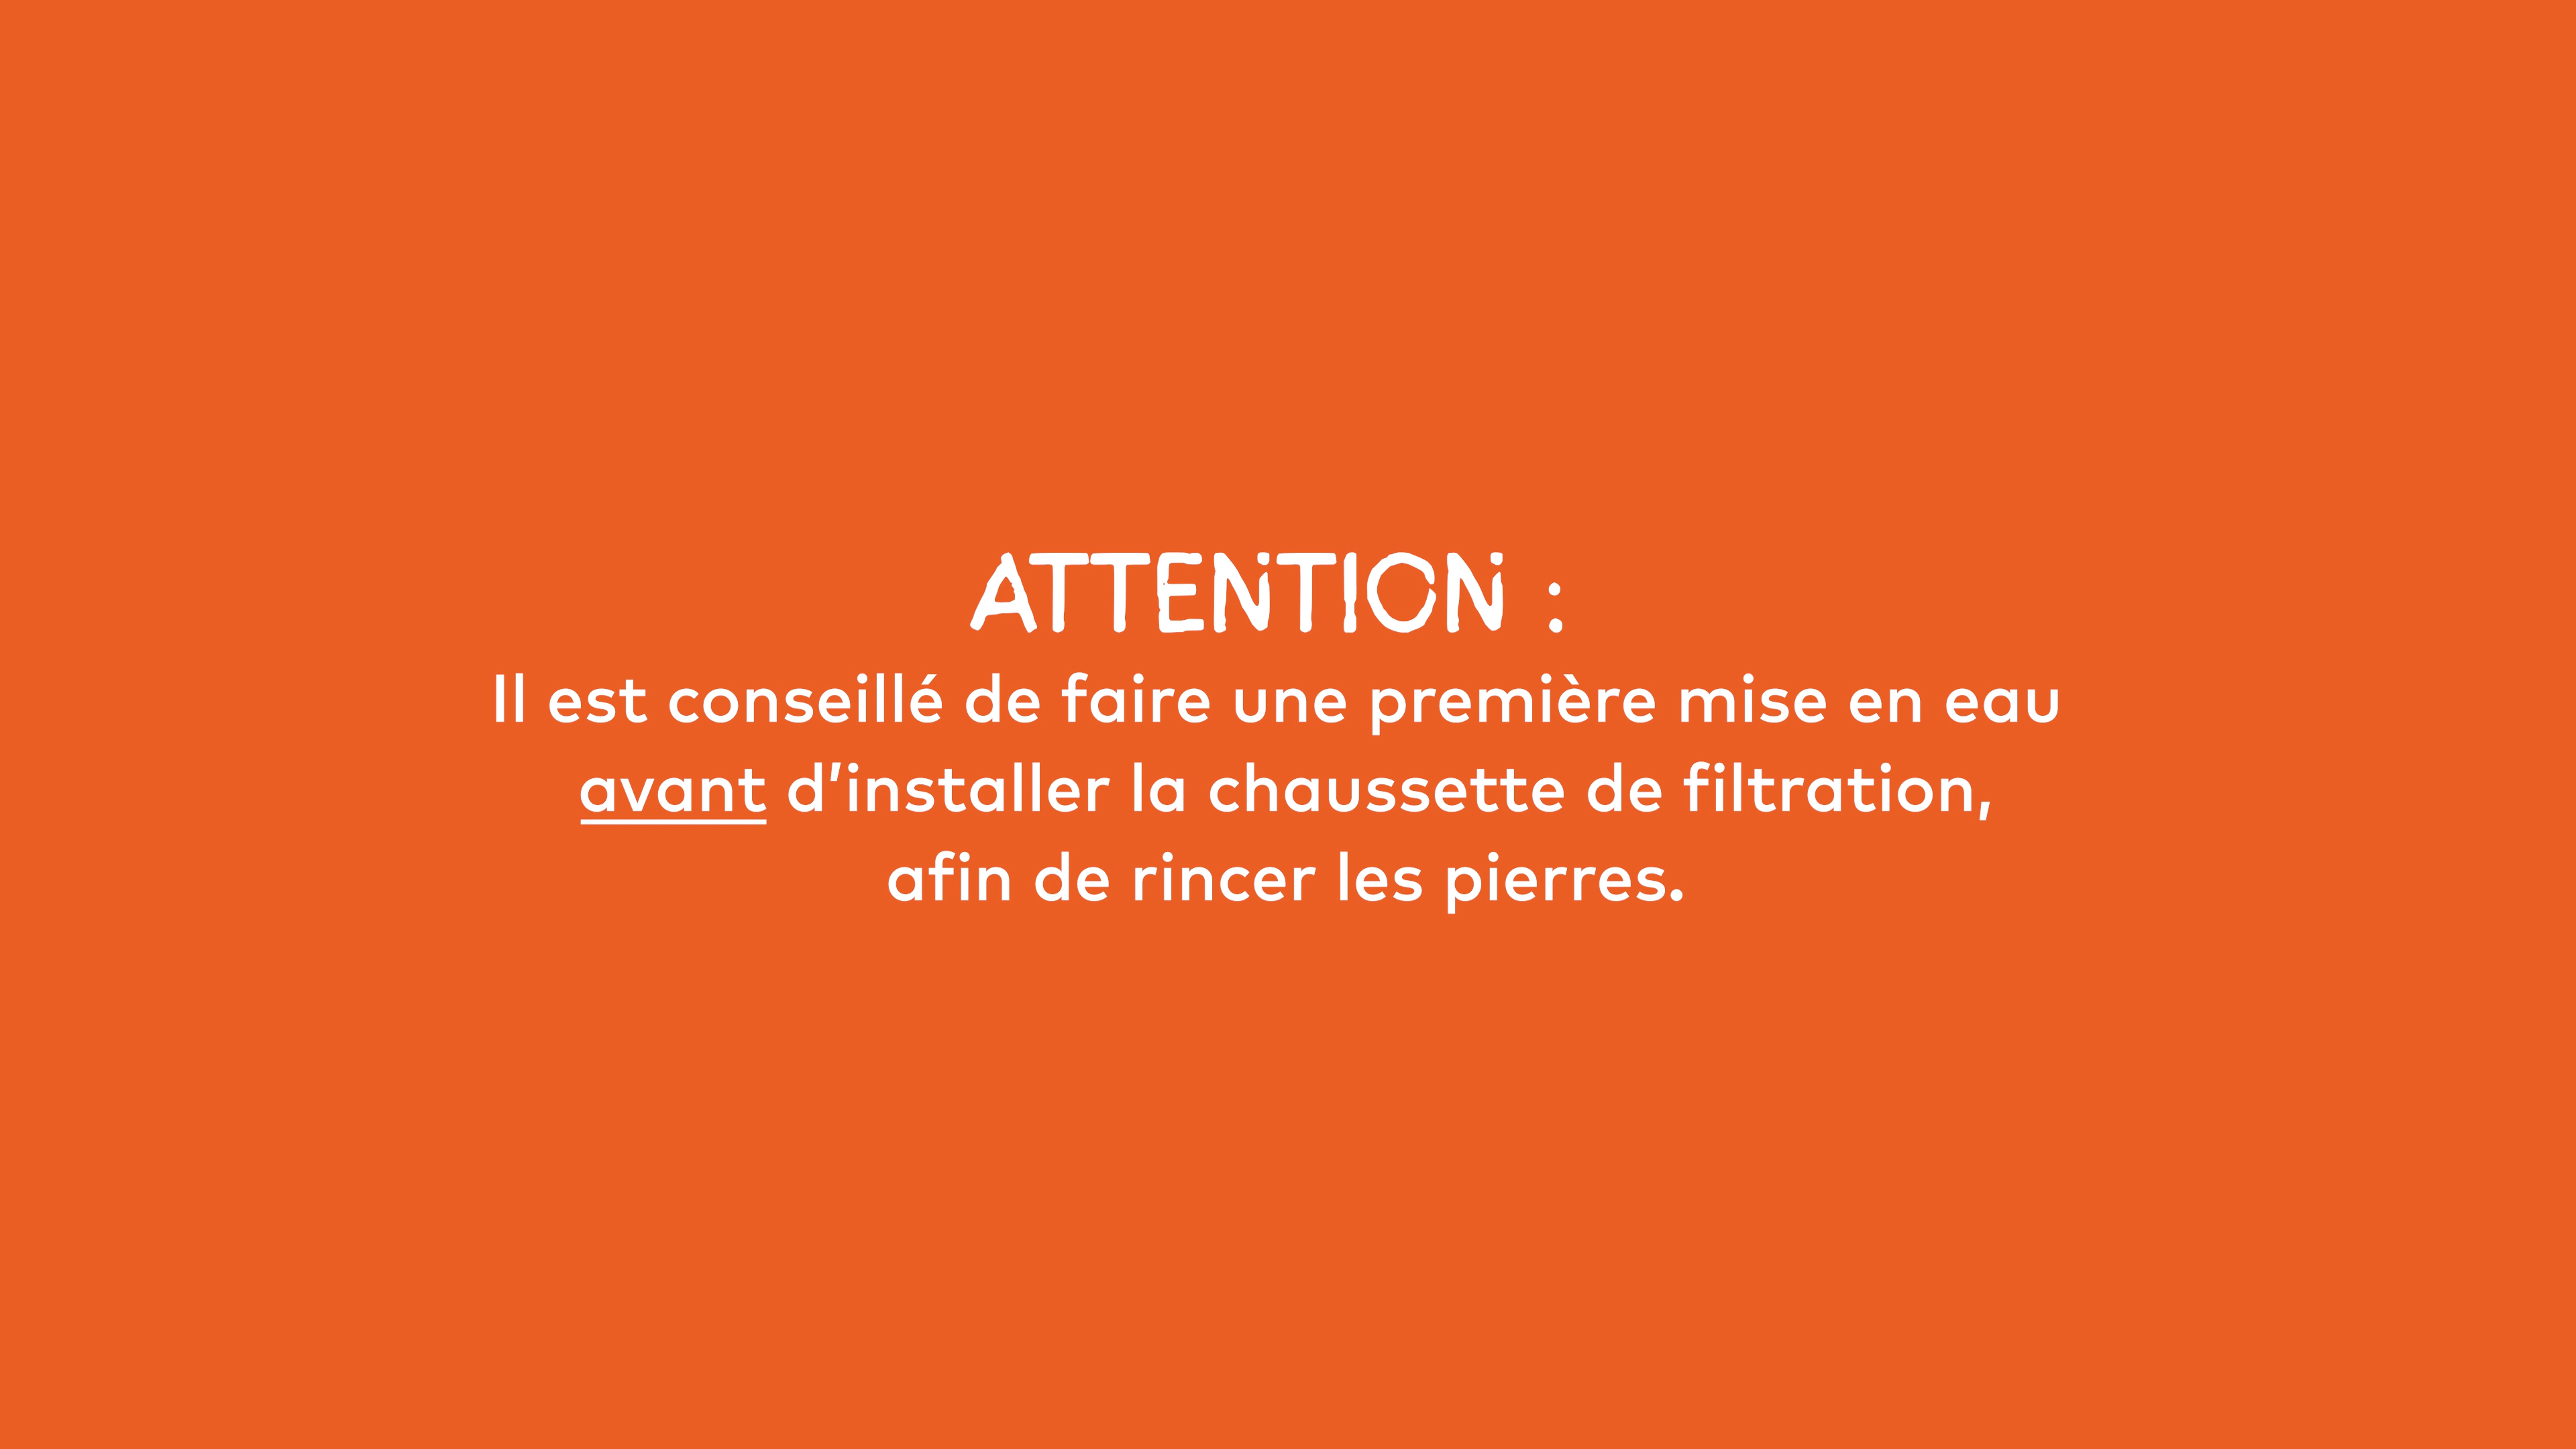 ATTENTION :
Il est conseillé de faire une première mise en eau
avant d’installer la chaussette de filtration,
afin de rincer les pierres.